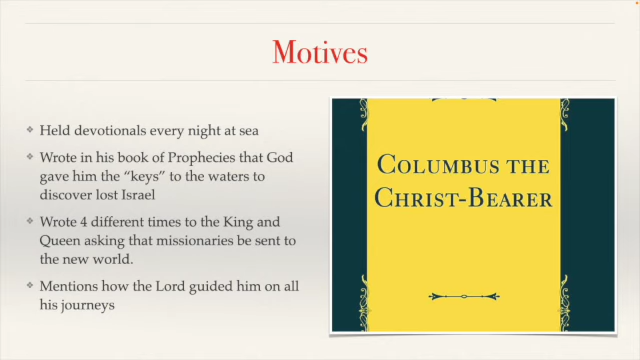 Motives
Held devotionals every night at sea
Wrote in his book of Prophecies that God
gave him the “keys” to the waters to
discover lost Israel
Wrote 4 different times to the King and
Queen asking that missionaries be sent to
the new world.
Mentions how the Lord guided him on all
his journeys
Columbus the
Christ-Bearer